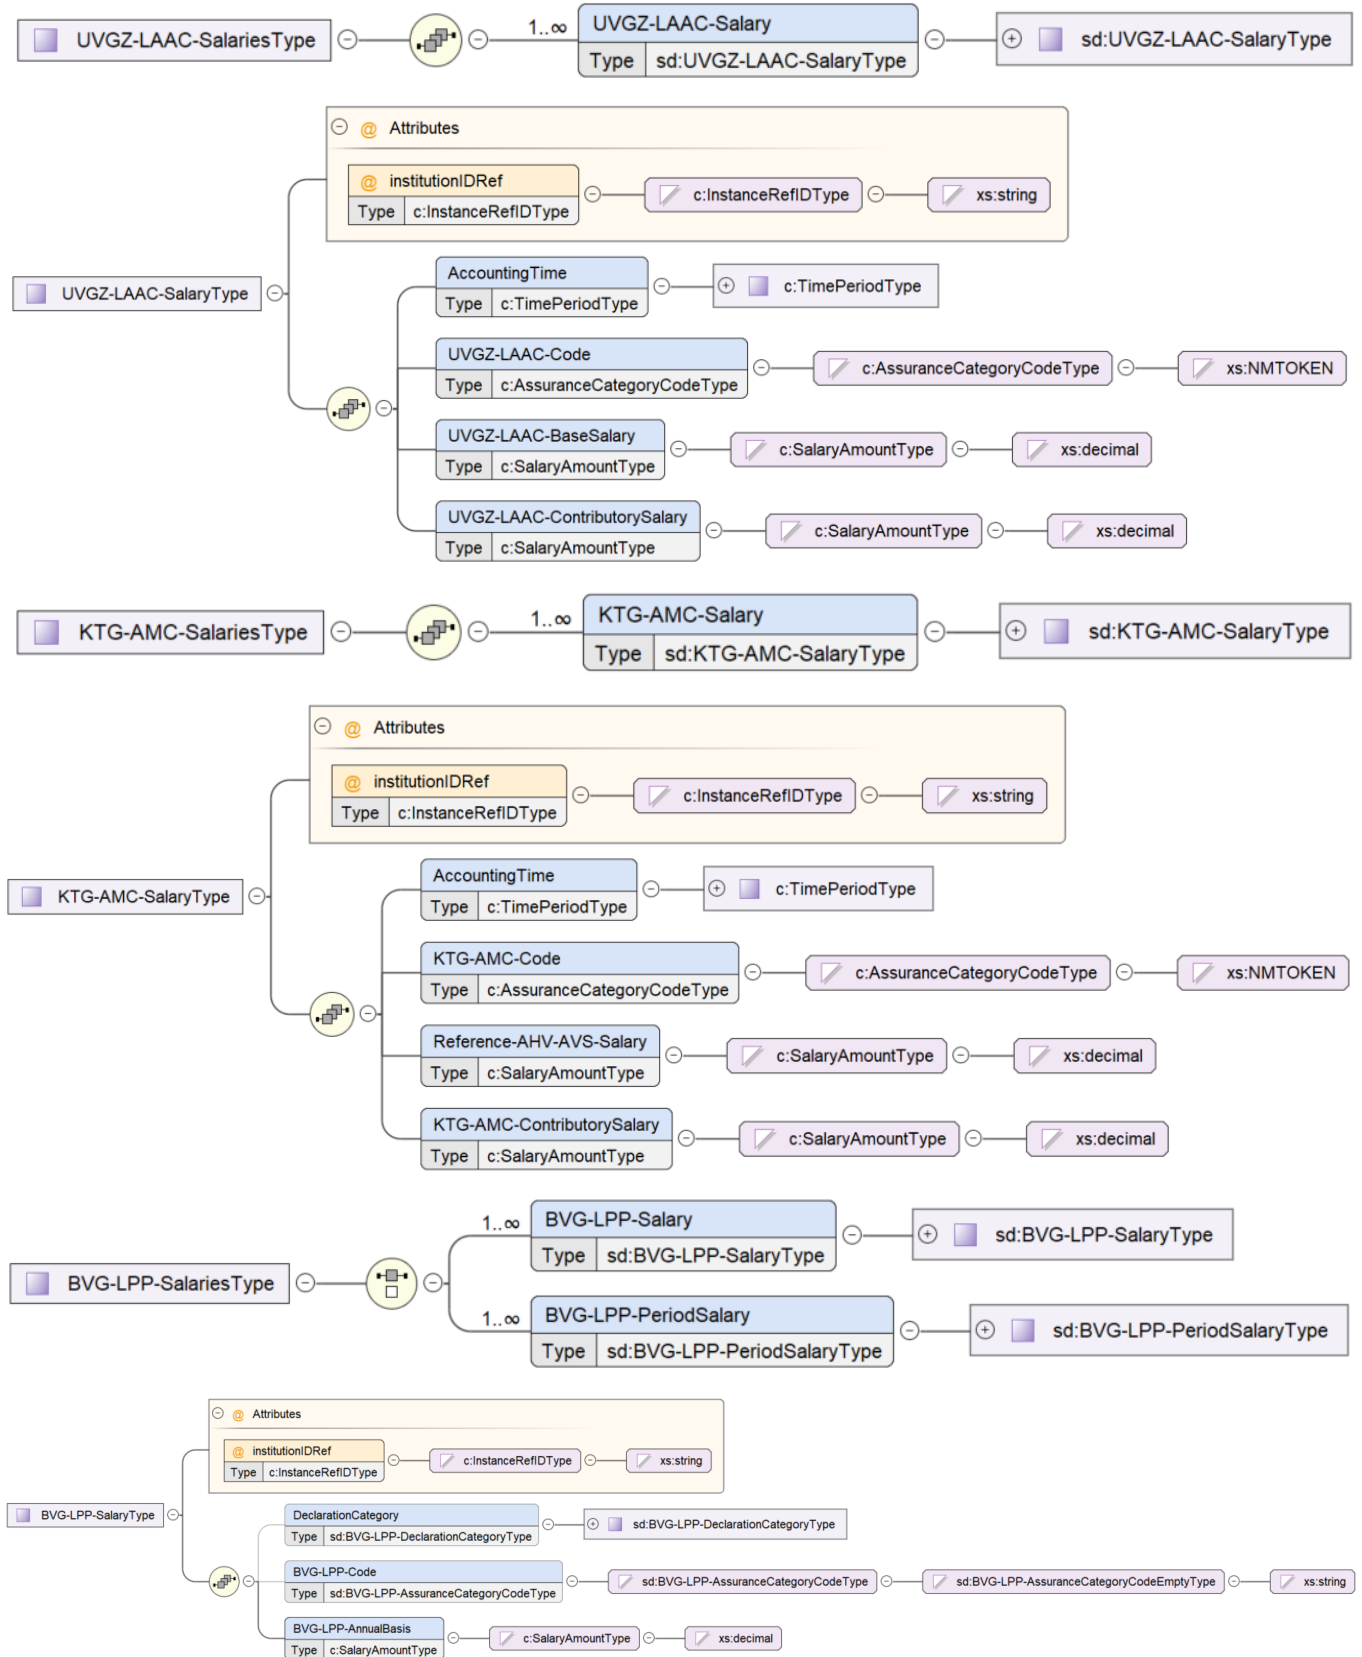 UVGZ-LAAC-SalariesType
1..∞
UVGZ-LAAC-Salary
Type sd:UVGZ-LAAC-SalaryType
sd:UVGZ-LAAC-SalaryType
@ Attributes
@ institutionIDRef
Type c:InstanceRefIDType
c:InstanceRefIDType
xs:string
UVGZ-LAAC-SalaryType
AccountingTime
Type c:TimePeriodType
c:TimePeriodType
UVGZ-LAAC-Code
Type c:AssuranceCategoryCodeType
c:AssuranceCategoryCodeType
xs:NMTOKEN
UVGZ-LAAC-BaseSalary
Type c:SalaryAmountType
c:SalaryAmountType
xs:decimal
UVGZ-LAAC-ContributorySalary
Type c:SalaryAmountType
c:SalaryAmountType
xs:decimal
KTG-AMC-SalariesType
1..∞
KTG-AMC-Salary
Type sd:KTG-AMC-SalaryType
sd:KTG-AMC-SalaryType
@ Attributes
@ institutionIDRef
Type c:InstanceRefIDType
c:InstanceRefIDType
xs:string
KTG-AMC-SalaryType
AccountingTime
Type c:TimePeriodType
c:TimePeriodType
KTG-AMC-Code
Type c:AssuranceCategoryCodeType
c:AssuranceCategoryCodeType
xs:NMTOKEN
Reference-AHV-AVS-Salary
Type c:SalaryAmountType
c:SalaryAmountType
xs:decimal
KTG-AMC-ContributorySalary
Type c:SalaryAmountType
c:SalaryAmountType
xs:decimal
BVG-LPP-SalariesType
1..∞
BVG-LPP-Salary
Type sd:BVG-LPP-SalaryType
sd:BVG-LPP-SalaryType
1..∞
BVG-LPP-PeriodSalary
Type sd:BVG-LPP-PeriodSalaryType
sd:BVG-LPP-PeriodSalaryType
@ Attributes
@ institutionIDRef
Type c:InstanceRefIDType
c:InstanceRefIDType
xs:string
BVG-LPP-SalaryType
DeclarationCategory
Type sd:BVG-LPP-DeclarationCategoryType
sd:BVG-LPP-DeclarationCategoryType
BVG-LPP-Code
Type sd:BVG-LPP-AssuranceCategoryCodeType
sd:BVG-LPP-AssuranceCategoryCodeType
sd:BVG-LPP-AssuranceCategoryCodeEmptyType
xs:string
BVG-LPP-AnnualBasis
Type c:SalaryAmountType
c:SalaryAmountType
xs:decimal